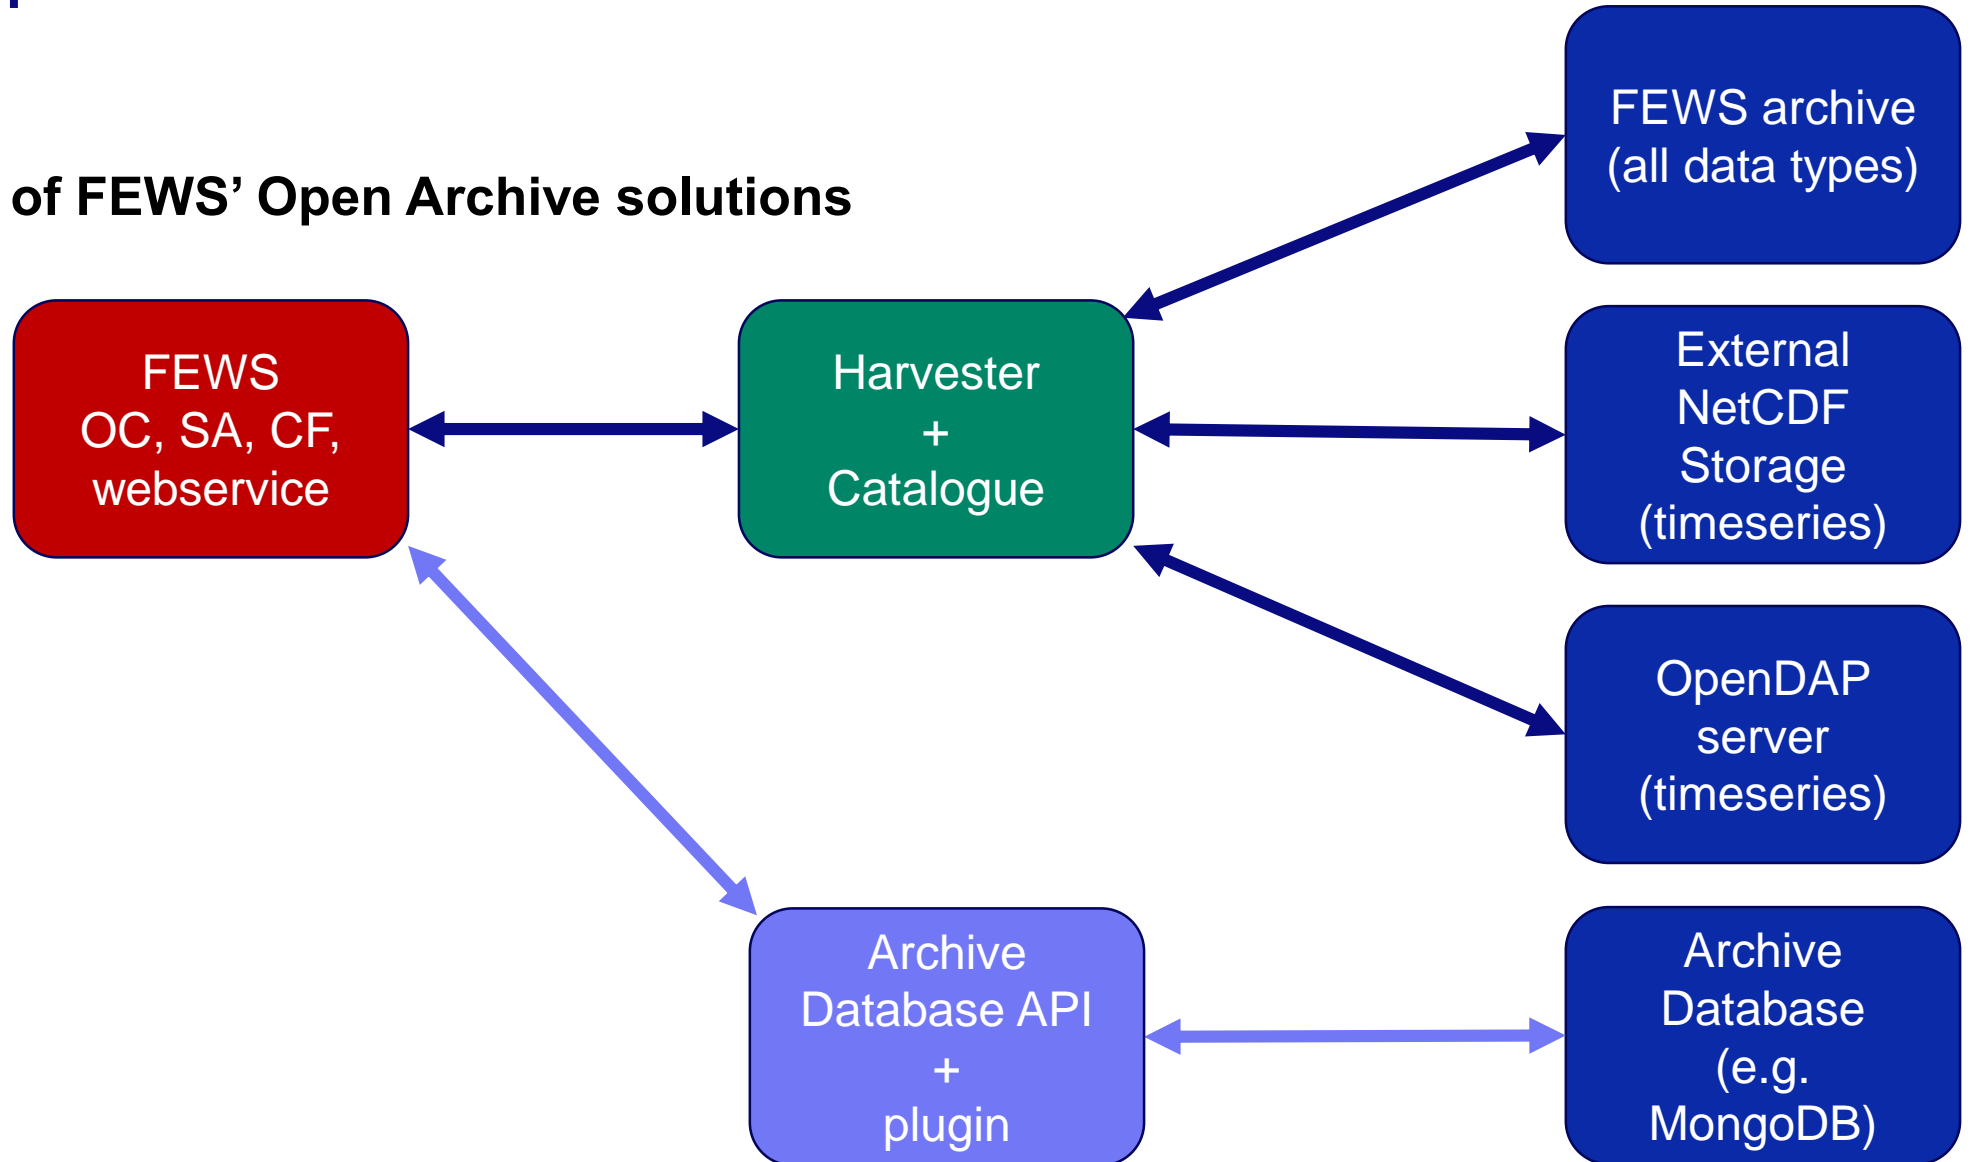 of FEWS’ Open Archive solutions
FEWS
OC, SA, CF,
webservice
Harvester
+
Catalogue
FEWS archive
(all data types)
External
NetCDF
Storage
(timeseries)
OpenDAP
server
(timeseries)
Archive
Database API
+
plugin
Archive
Database
(e.g.
MongoDB)